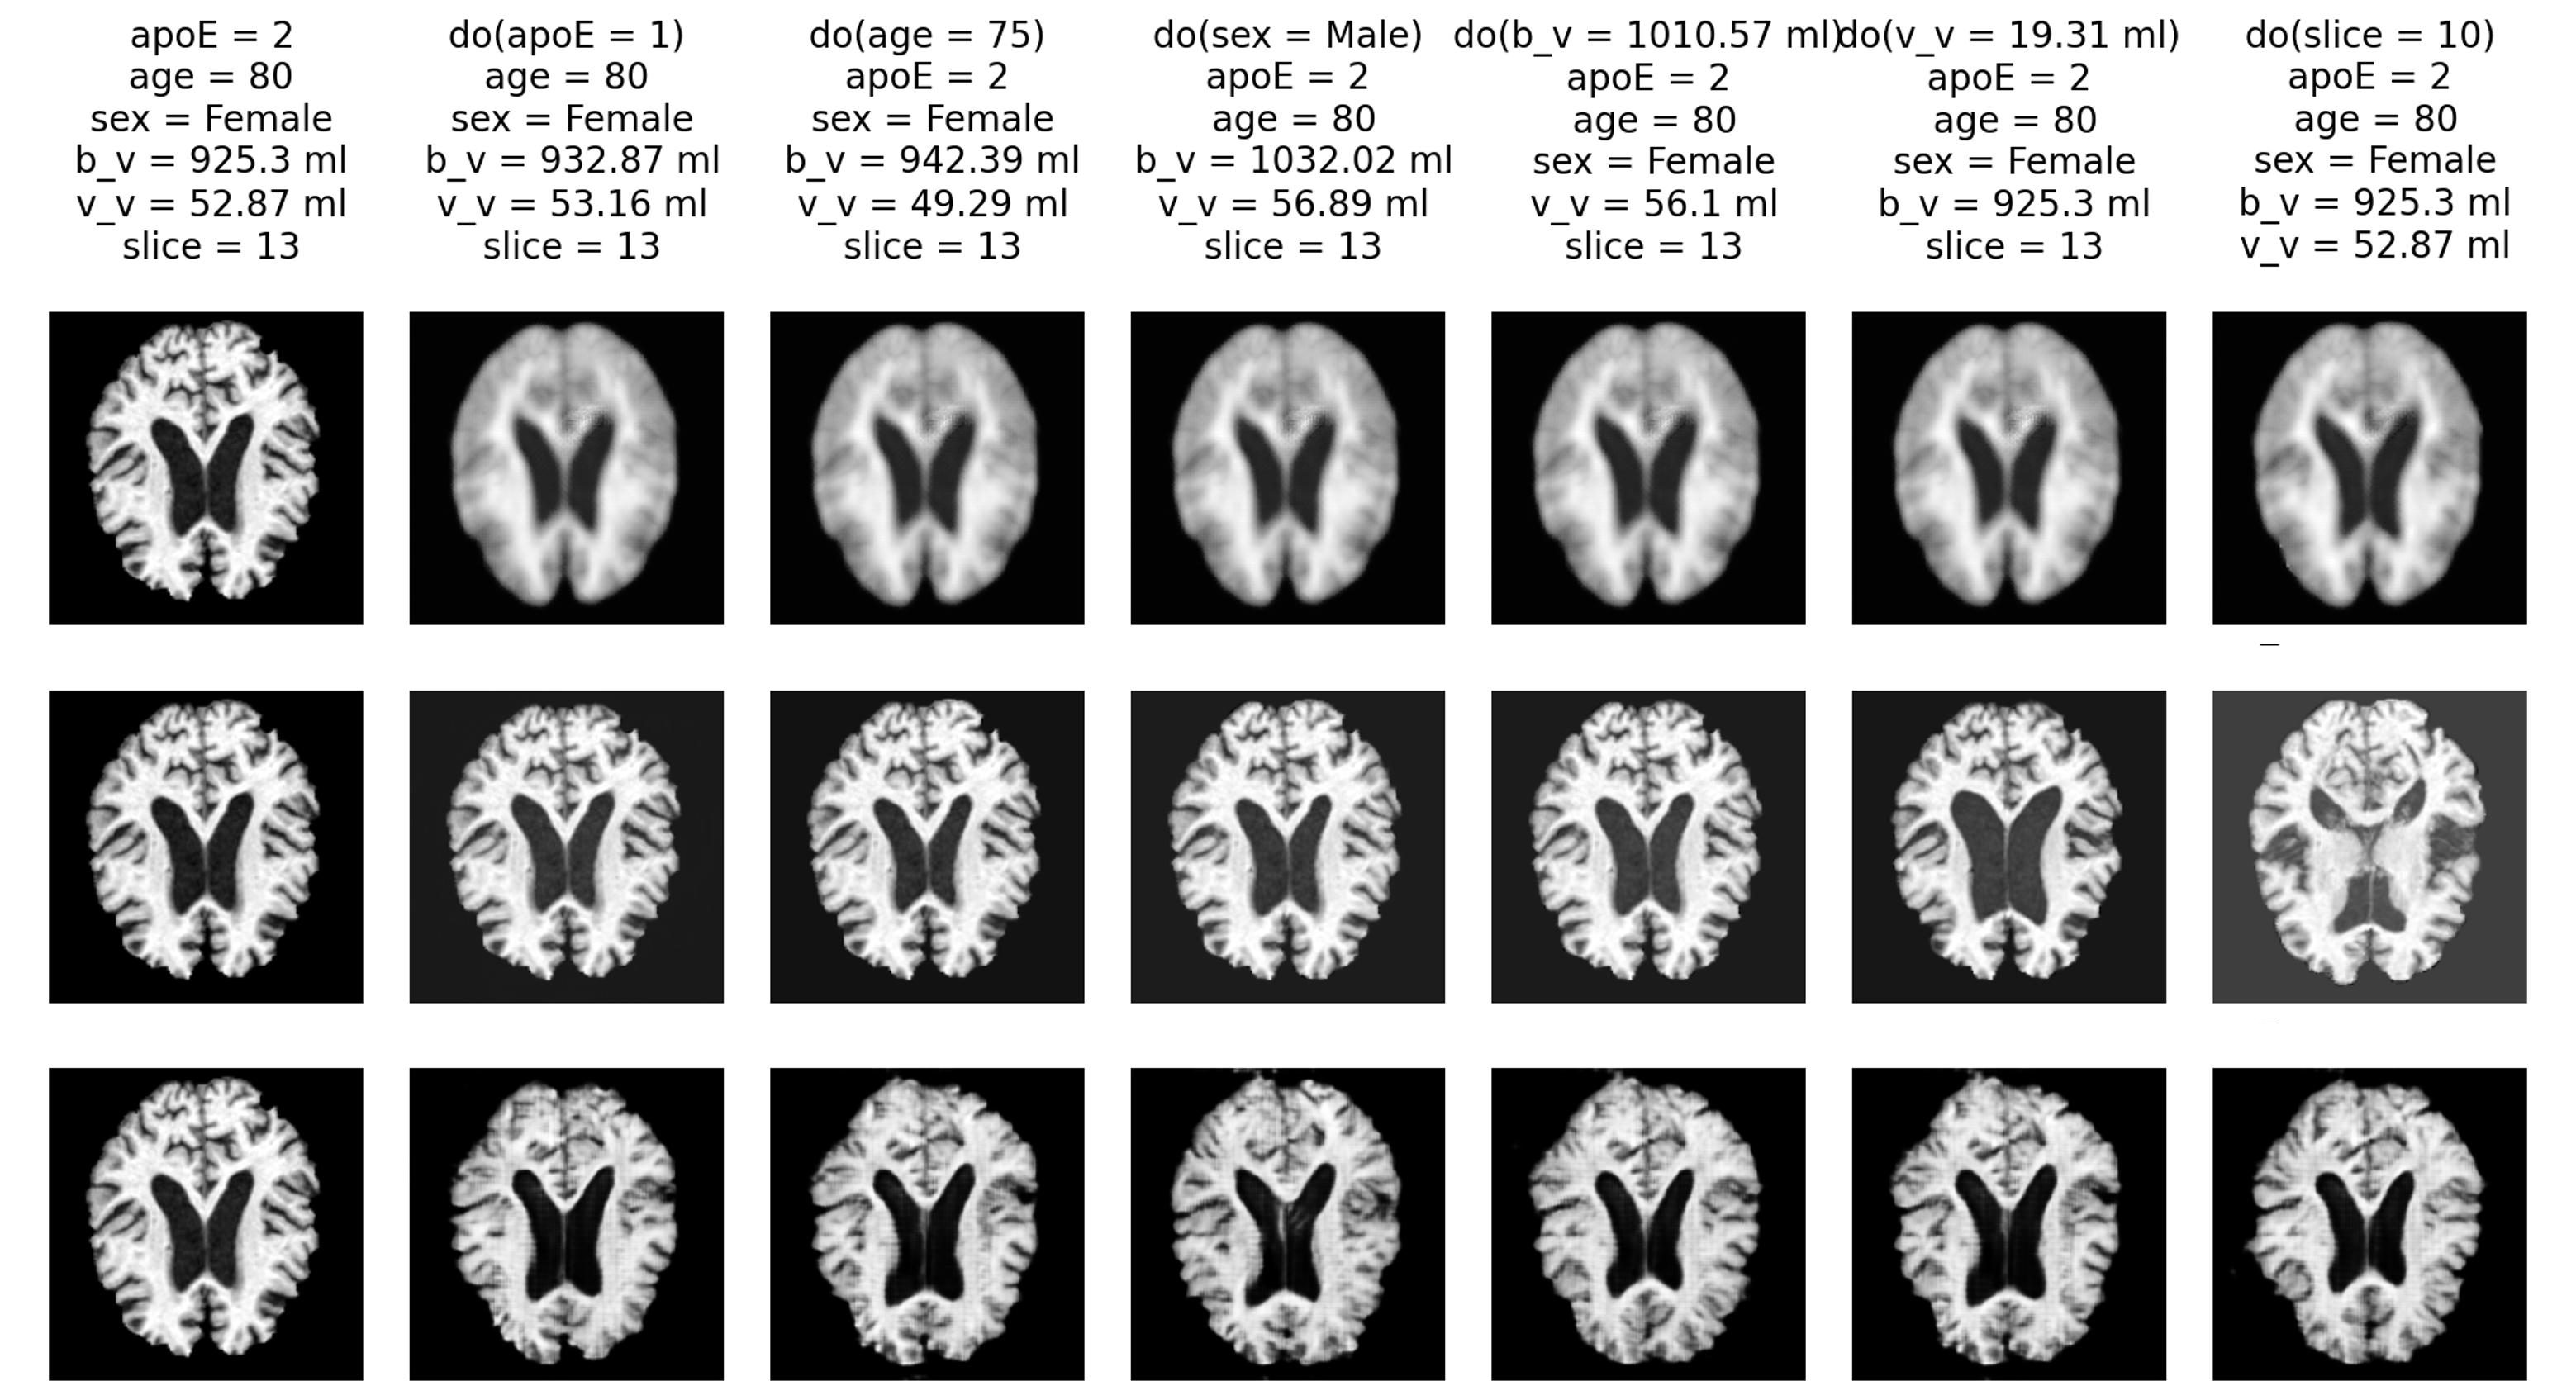 apoE = 2
age = 80
sex = Female
b_v = 925.3 ml
v_v = 52.87 ml
slice = 13
do(apoE = 1)
age = 80
sex = Female
b_v = 932.87 ml
v_v = 53.16 ml
slice = 13
do(age = 75)
apoE = 2
sex = Female
b_v = 942.39 ml
v_v = 49.29 ml
slice = 13
do(sex = Male)
apoE = 2
age = 80
b_v = 1032.02 ml
v_v = 56.89 ml
slice = 13
do(b_v = 1010.57 ml)
apoE = 2
age = 80
sex = Female
v_v = 56.1 ml
slice = 13
do(v_v = 19.31 ml)
apoE = 2
age = 80
sex = Female
b_v = 925.3 ml
slice = 13
do(slice = 10)
apoE = 2
age = 80
sex = Female
b_v = 925.3 ml
v_v = 52.87 ml